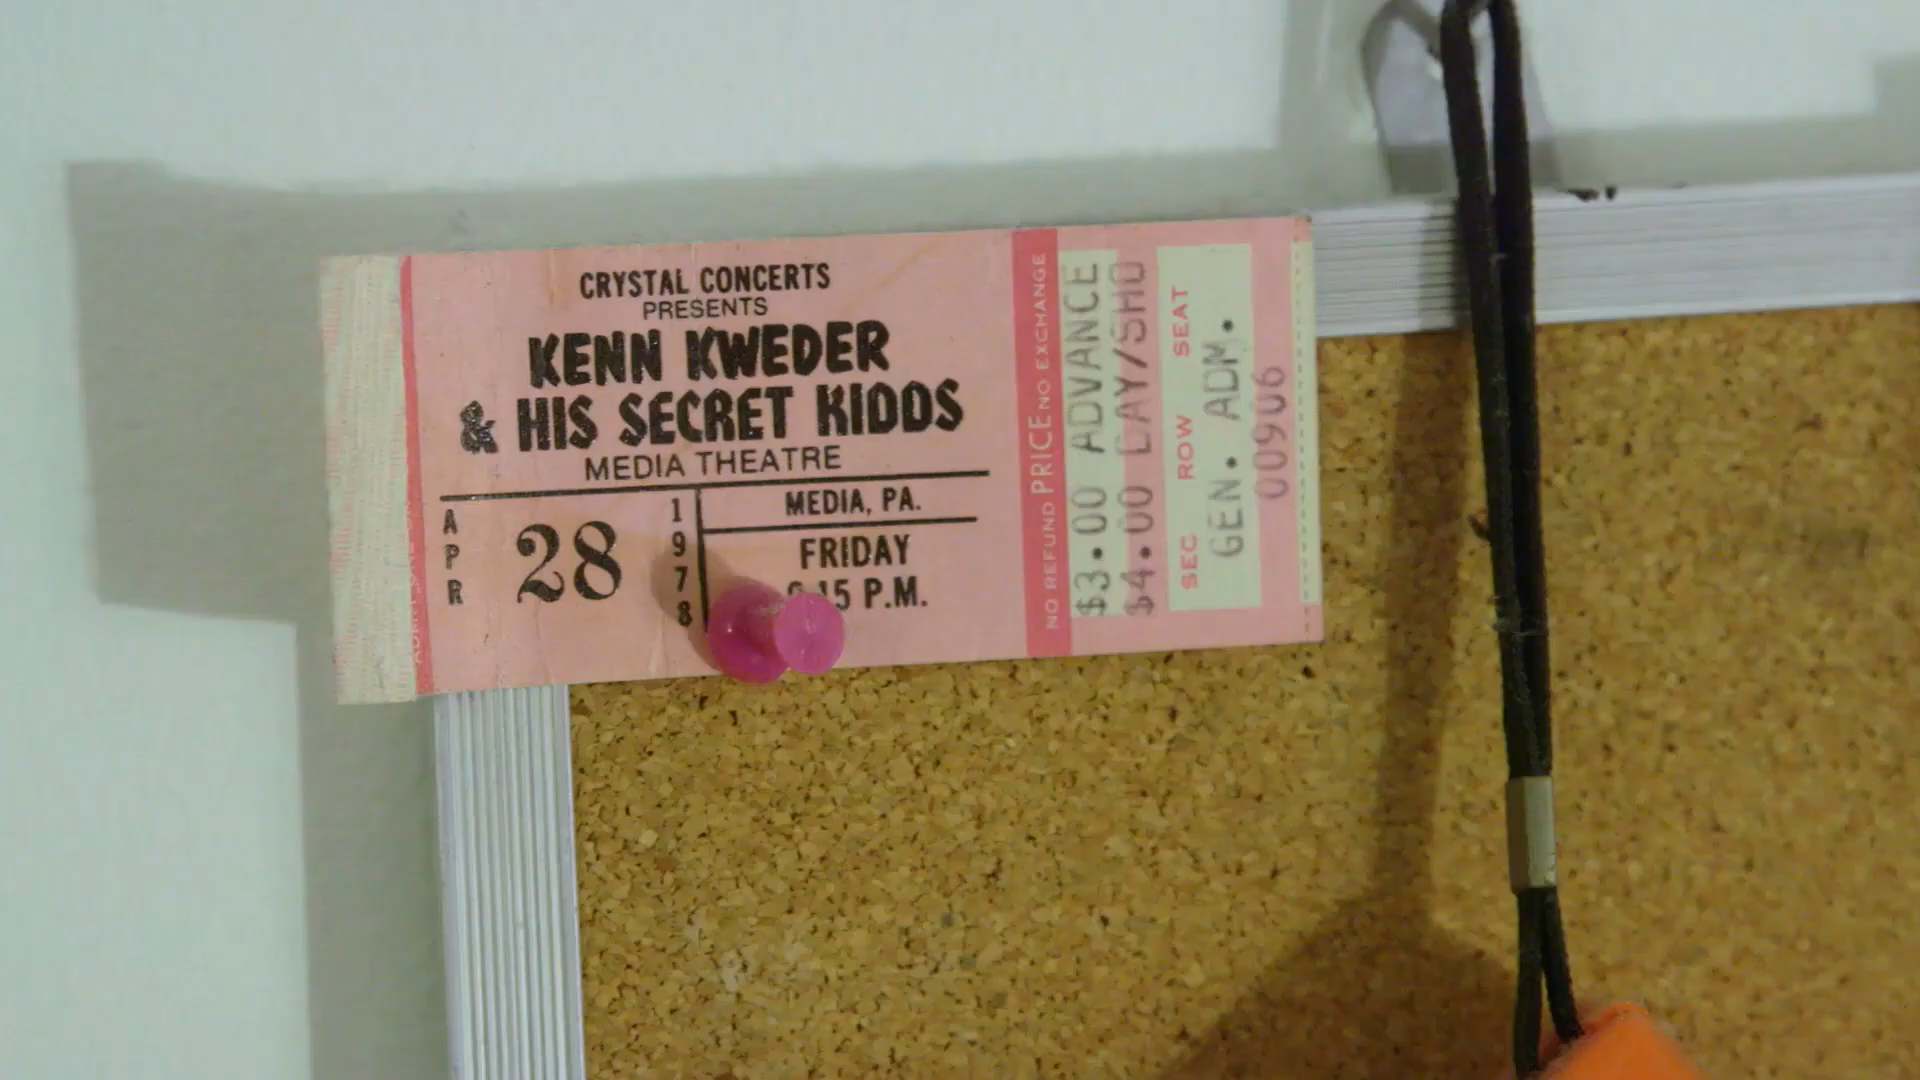 CRYSTAL CONCERTS
PRESENTS
KENN KWEDER
& HIS SECRET KIDDS
MEDIA THEATRE
APR 28 1978
MEDIA, PA.
FRIDAY
15 P.M.
NO REFUND PRICE NO EXCHANGE
$3.00 ADVANCE
$4.00 DAY/SHO
SEC ROW SEAT
GEN. ADM.
00906